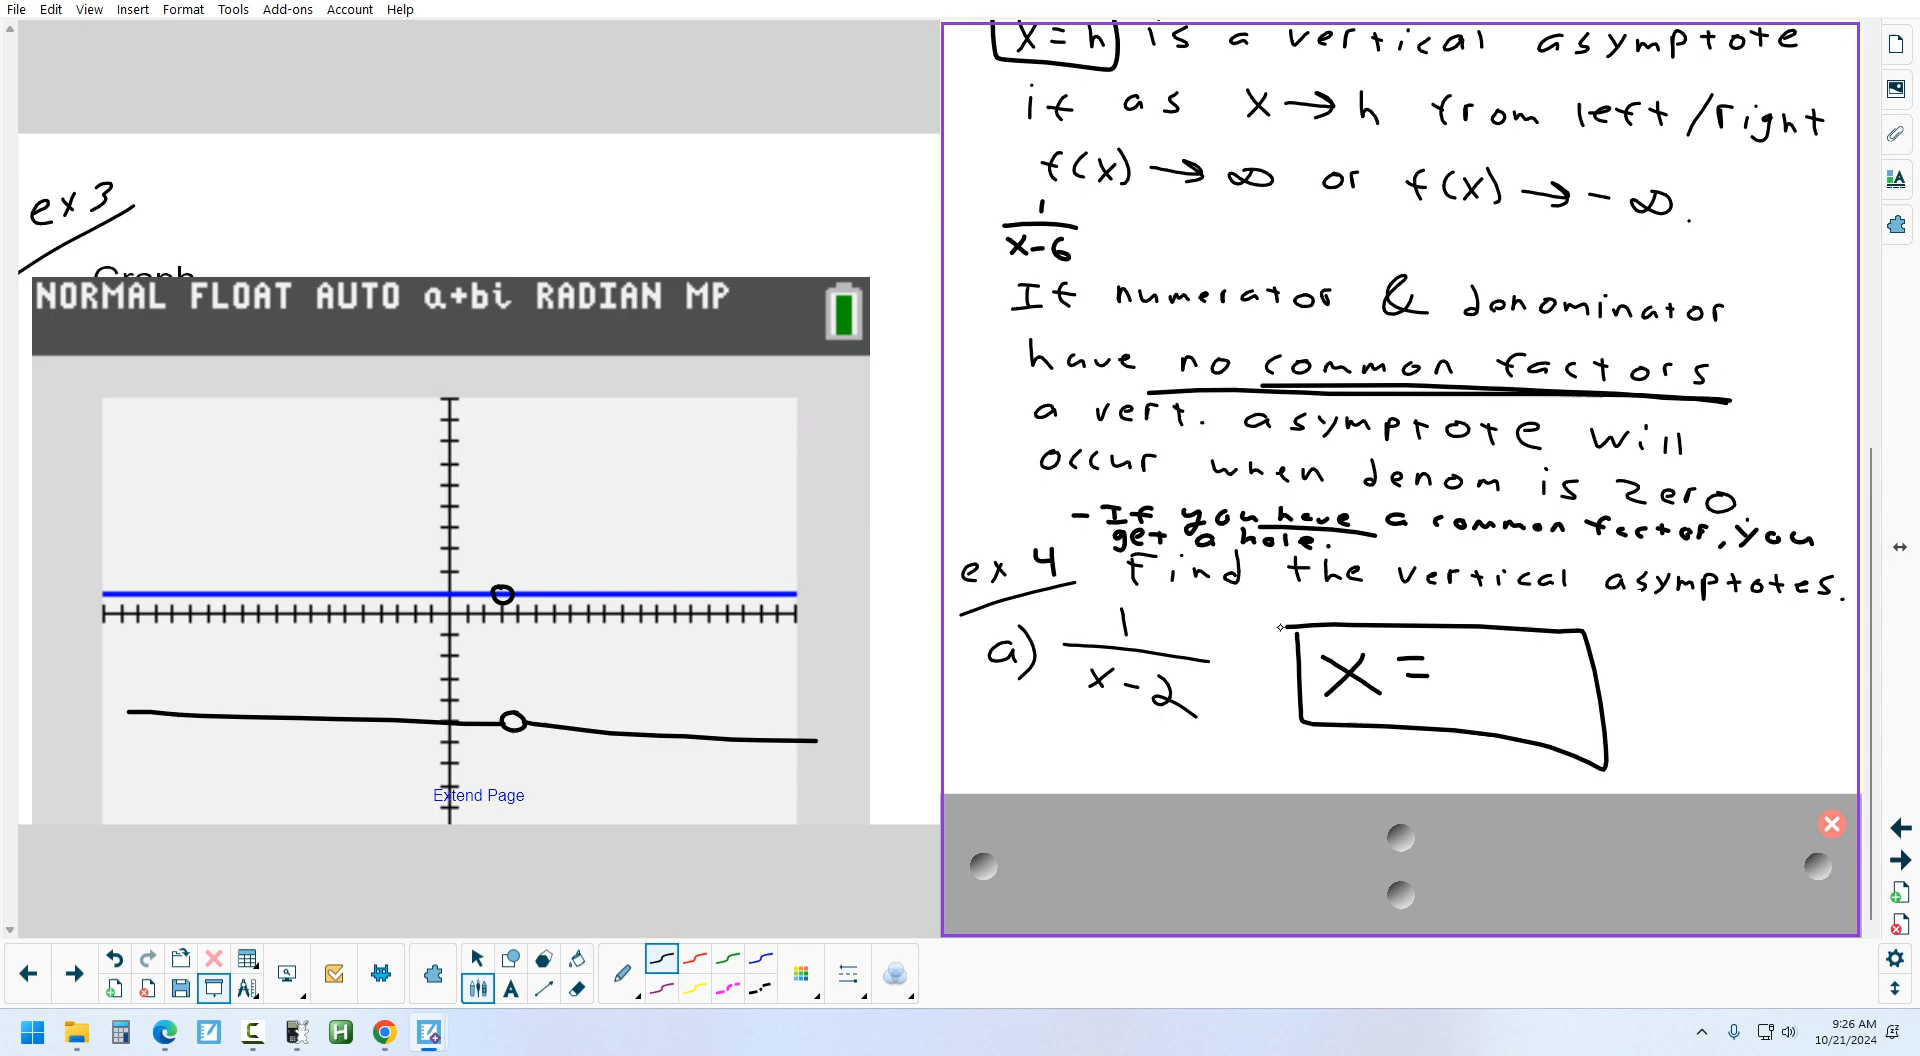 File Edit View Insert Format Tools Add-ons Account Help
ex 3
Graph
NORMAL FLOAT AUTO a+bi RADIAN MP
Extend Page
x = h is a vertical asymptote
if as x → h from left/right
f(x) → ∞ or f(x) → - ∞.
1
x-6
If numerator & denominator
have no common factors
a vert. asymptote will
occur when denom is zero
- If you have a common factor, you
get a hole.
ex 4 Find the vertical asymptotes.
a) 1
x-2
x =
9:26 AM
10/21/2024